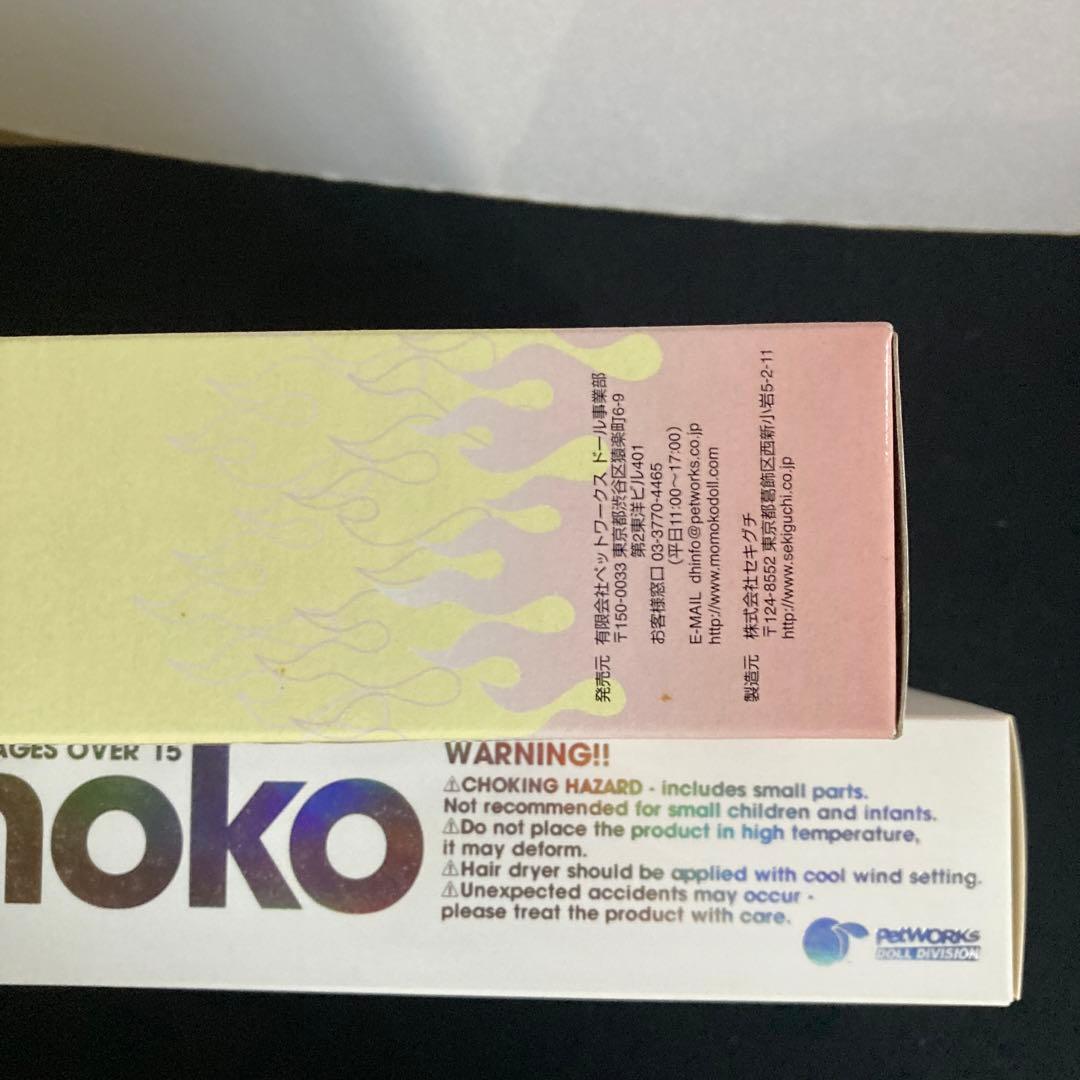 発売元 有限会社ペットワークス ドール事業部
〒150-0033 東京都渋谷区猿楽町6-9
第2東洋ビル401
お客様窓口 03-3770-4465
(平日11:00〜17:00)
E-MAIL dhinfo@petworks.co.jp
http://www.momokodoll.com
製造元 株式会社セキグチ
〒124-8552 東京都葛飾区西新小岩5-2-11
http://www.sekiguchi.co.jp
AGES OVER 15
oko
WARNING!!
⚠CHOKING HAZARD - includes small parts.
Not recommended for small children and infants.
⚠Do not place the product in high temperature,
it may deform.
⚠Hair dryer should be applied with cool wind setting.
⚠Unexpected accidents may occur -
please treat the product with care.
PetWORKs
DOLL DIVISION